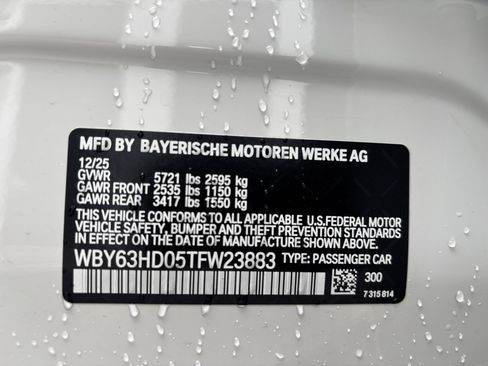 MFD BY BAYERISCHE MOTOREN WERKE AG
12/25
GVWR 5721 lbs 2595 kg
GAWR FRONT 2535 lbs 1150 kg
GAWR REAR 3417 lbs 1550 kg
THIS VEHICLE CONFORMS TO ALL APPLICABLE U.S.FEDERAL MOTOR
VEHICLE SAFETY, BUMPER AND THEFT PREVENTION STANDARDS
IN EFFECT ON THE DATE OF MANUFACTURE SHOWN ABOVE.
WBY63HD05TFW23883 TYPE: PASSENGER CAR
300
7 315 814